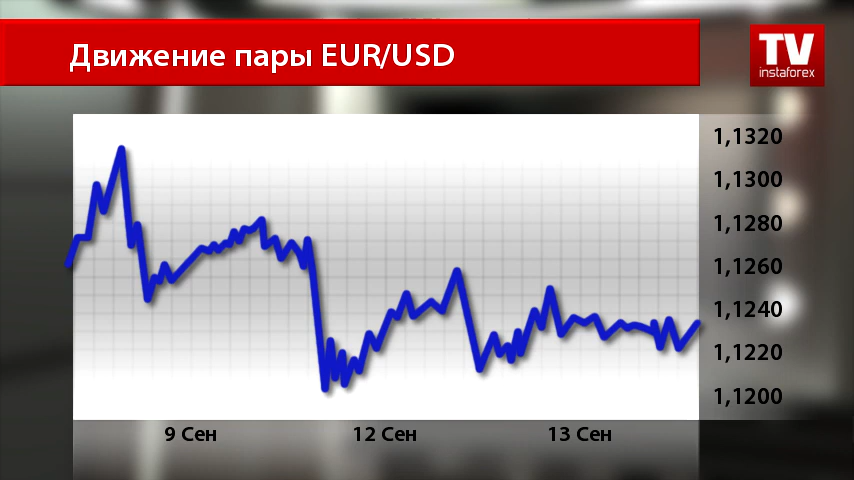 Движение пары EUR/USD
TV
instaforex
1,1320
1,1300
1,1280
1,1260
1,1240
1,1220
1,1200
9 Сен
12 Сен
13 Сен